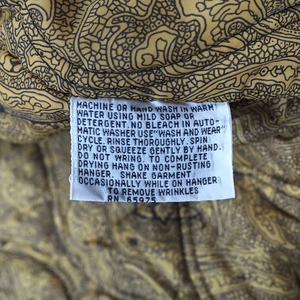 MACHINE OR HAND WASH IN WARM
WATER USING MILD SOAP OR
DETERGENT. NO BLEACH IN AUTO-
MATIC WASHER USE "WASH AND WEAR"
CYCLE. RINSE THOROUGHLY. SPIN
DRY OR SQUEEZE GENTLY BY HAND.
DO NOT WRING. TO COMPLETE
DRYING HANG ON NON-RUSTING
HANGER. SHAKE GARMENT
OCCASIONALLY WHILE ON HANGER
TO REMOVE WRINKLES
RN 65975